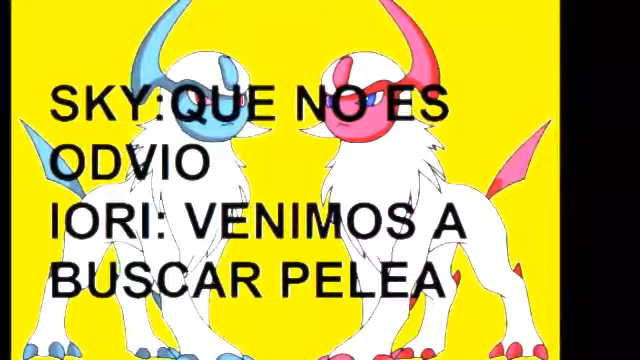 SKY:QUE NO ES
ODVIO
IORI: VENIMOS A
BUSCAR PELEA